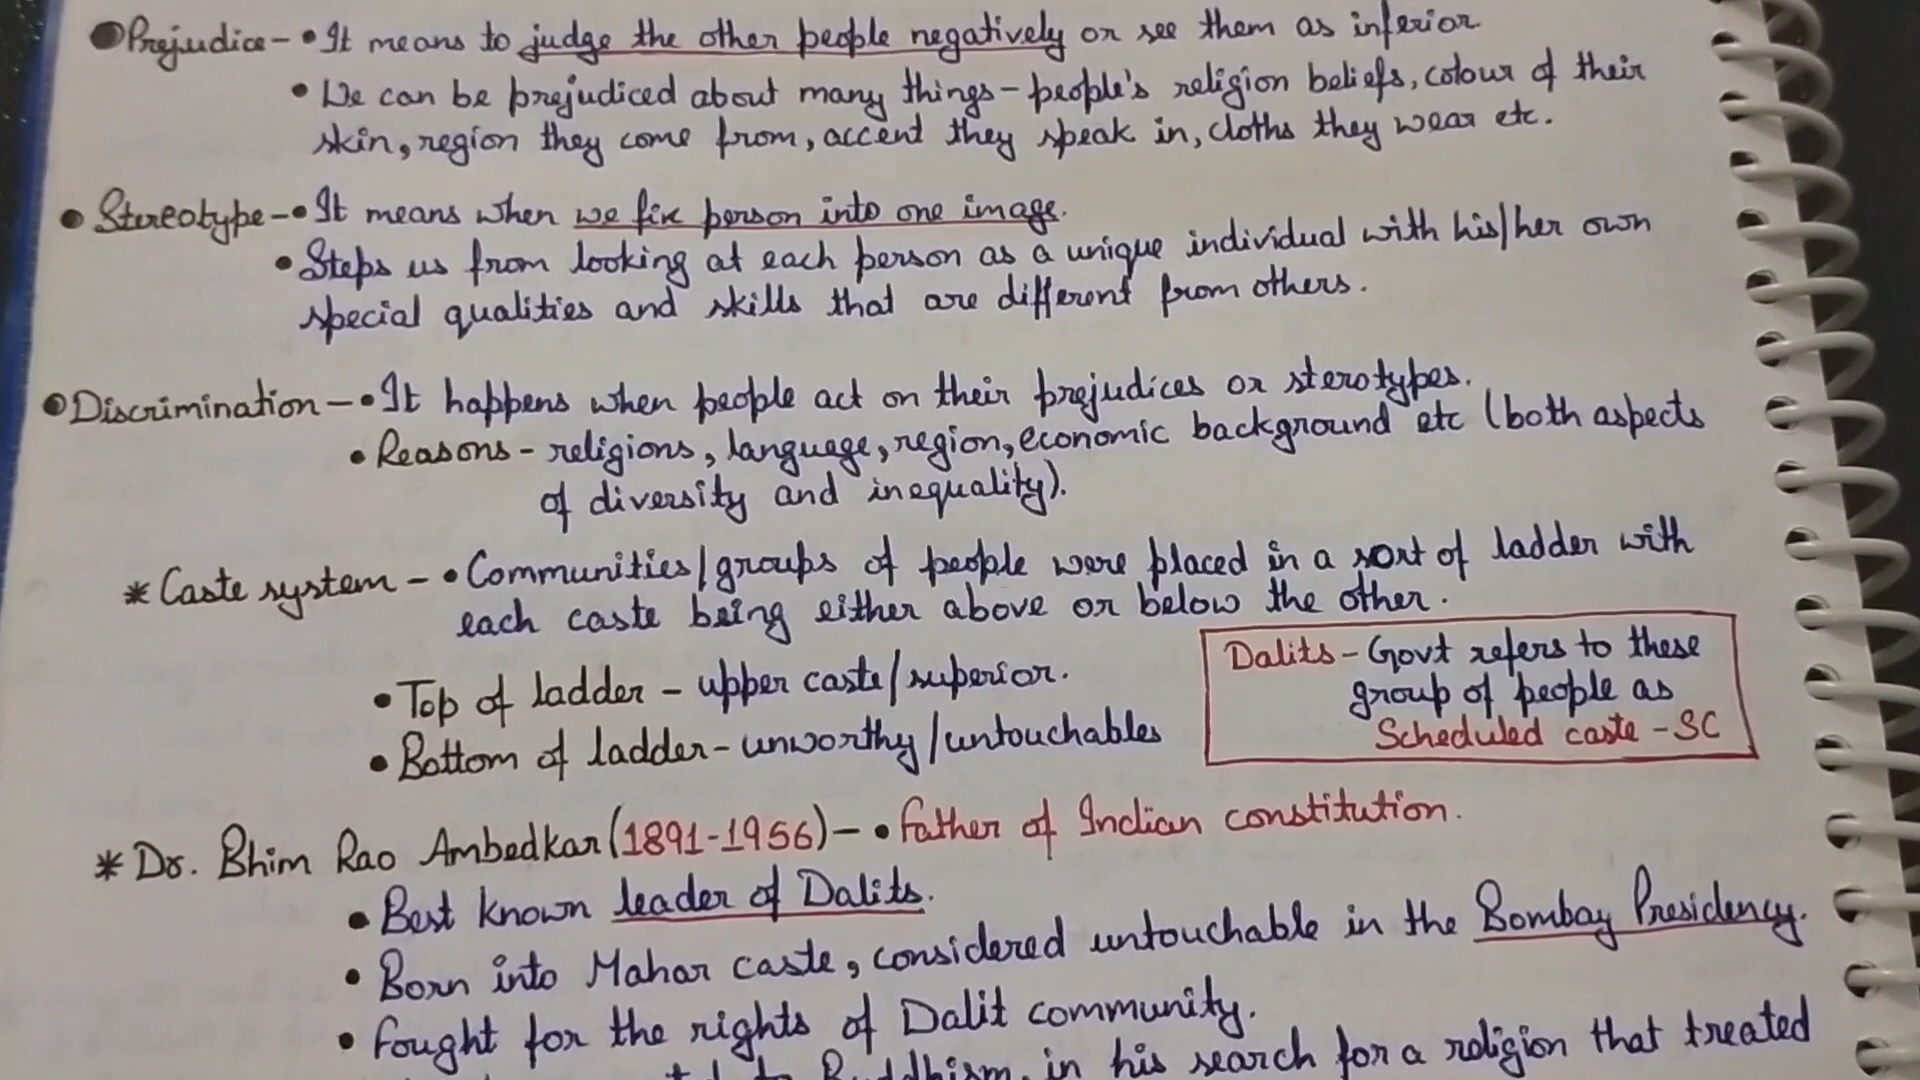 Prejudice - • It means to judge the other people negatively or see them as inferior
• We can be prejudiced about many things - people's religion beliefs, colour of their
skin, region they come from, accent they speak in, cloths they wear etc.
• Stereotype - • It means when we fix person into one image.
• Stops us from looking at each person as a unique individual with his/her own
special qualities and skills that are different from others.
Discrimination - • It happens when people act on their prejudices or sterotypes.
• Reasons - religions, language, region, economic background etc (both aspects
of diversity and inequality).
* Caste system - • Communities/groups of people were placed in a sort of ladder with
each caste being either above or below the other.
• Top of ladder - upper caste/superior.
• Bottom of ladder - unworthy/untouchables
Dalits - Govt refers to these
group of people as
Scheduled caste - SC
* Dr. Bhim Rao Ambedkar (1891-1956) - • Father of Indian constitution.
• Best known leader of Dalits.
• Born into Mahar caste, considered untouchable in the Bombay Presidency.
• Fought for the rights of Dalit community.
Buddhism in his search for a religion that treated